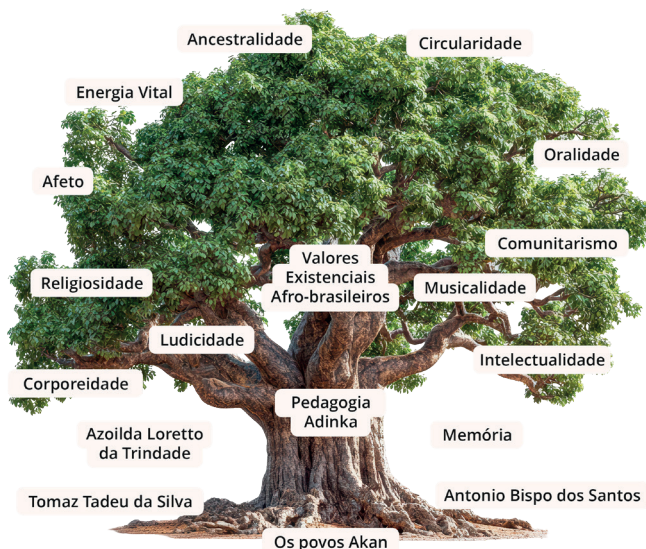 Ancestralidade
Circularidade
Energia Vital
Oralidade
Afeto
Comunitarismo
Valores
Existenciais
Afro-brasileiros
Religiosidade
Musicalidade
Ludicidade
Intelectualidade
Corporeidade
Pedagogia
Adinka
Azoilda Loretto
da Trindade
Memória
Tomaz Tadeu da Silva
Antonio Bispo dos Santos
Os povos Akan